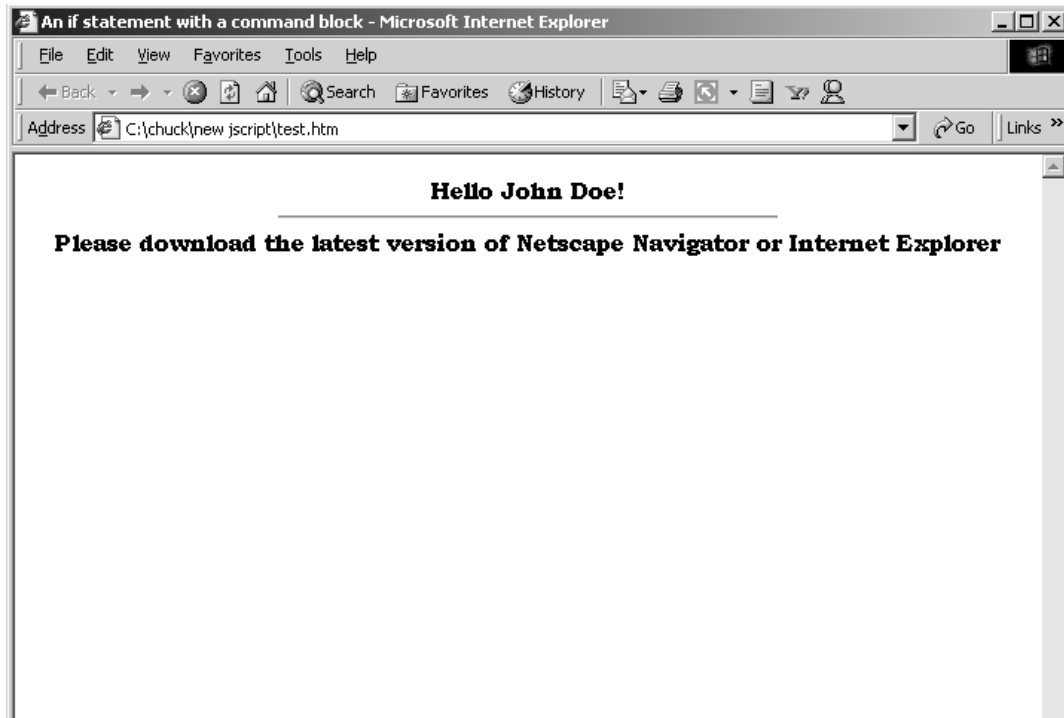 An if statement with a command block - Microsoft Internet Explorer
File Edit View Favorites Tools Help
Back Search Favorites History
Address C:\chuck\new jscript\test.htm Go Links »
Hello John Doe!
Please download the latest version of Netscape Navigator or Internet Explorer